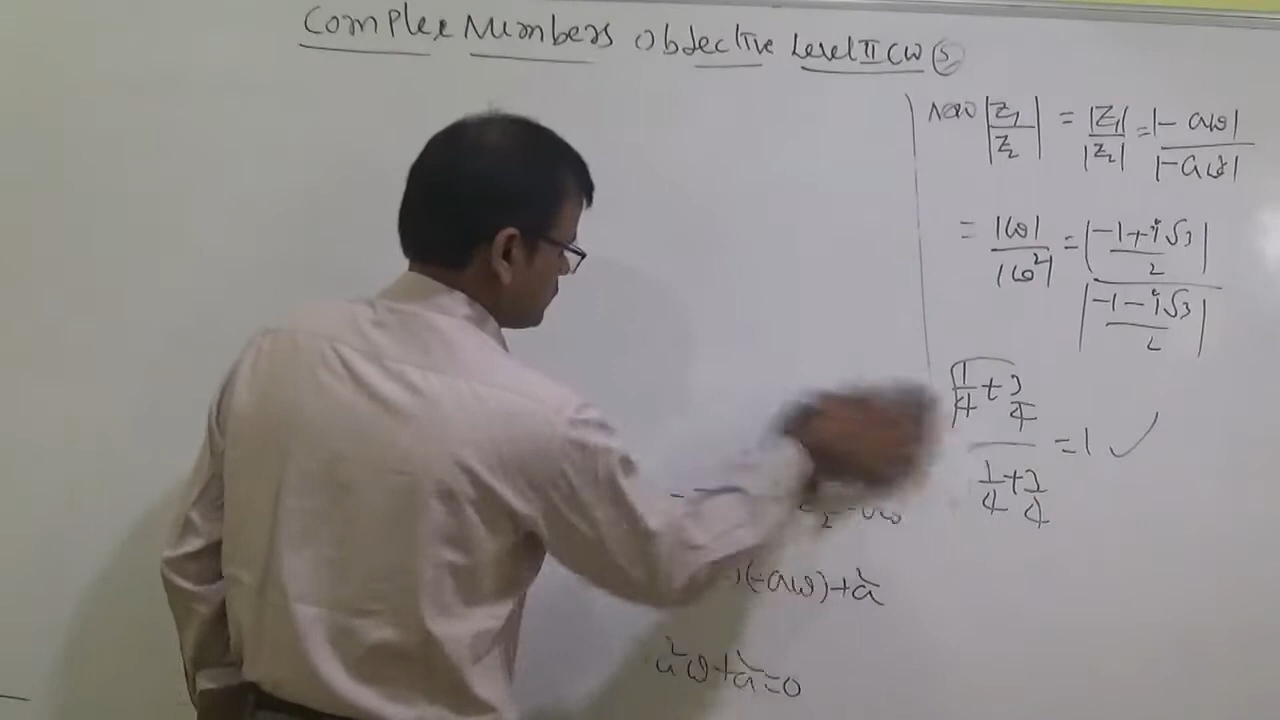 Complex Numbers Objective Level II CW (5)
Now |z₁/z₂| = |z₁|/|z₂| = |-aω|/|-aω²|
= |ω|/|ω²| = |(-1+i√3)/2| / |(-1-i√3)/2|
√(1/4+3/4) / (1/4+3/4) = 1 ✓
(-aω)+a²
a²ω+a²=0